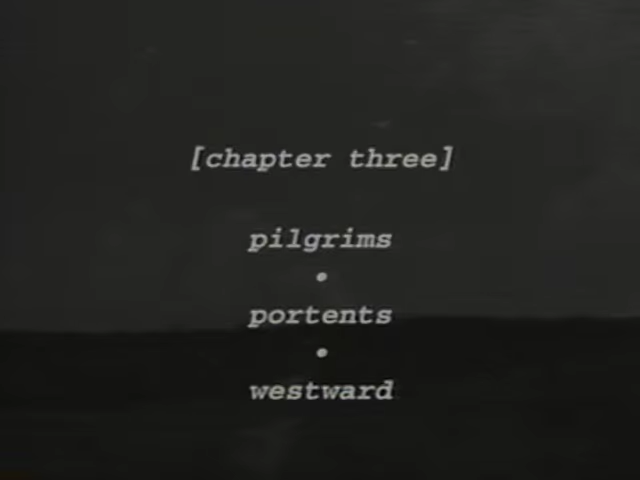 [chapter three]
pilgrims
•
portents
•
westward